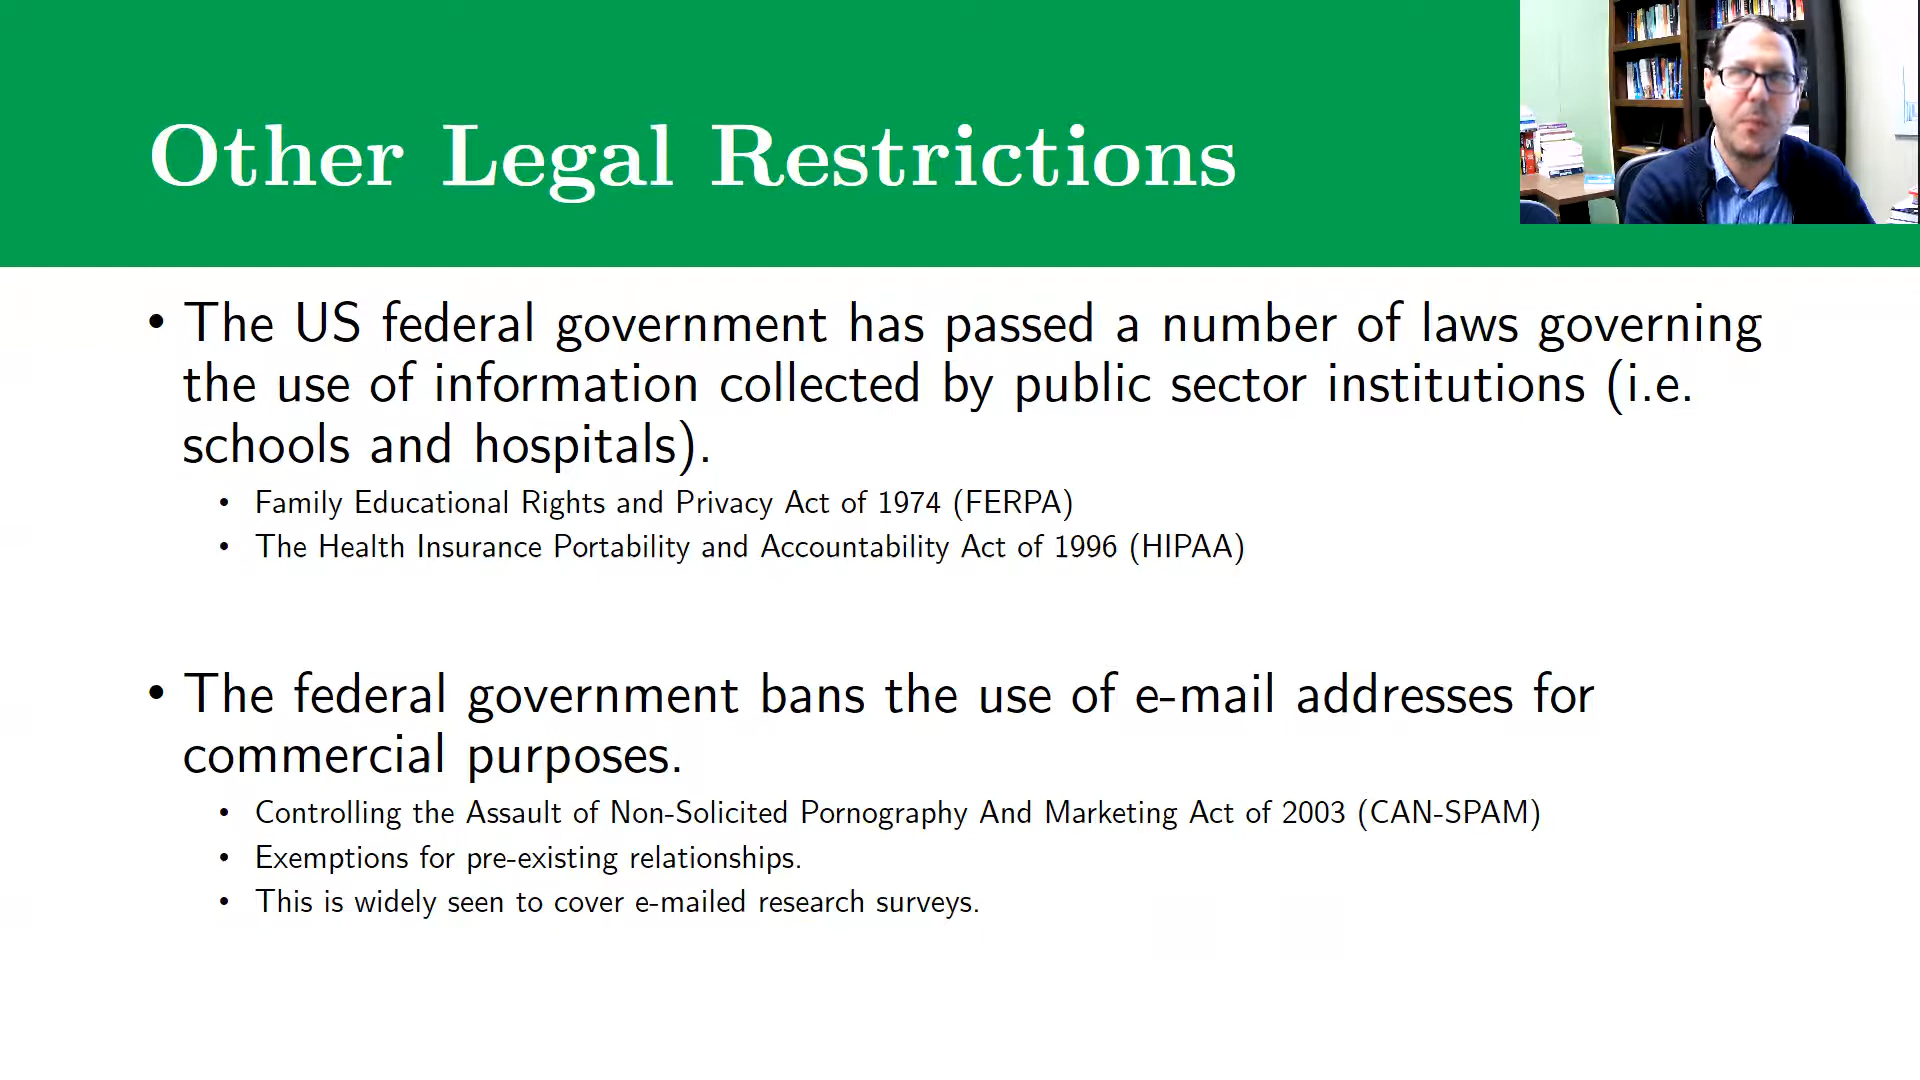 Other Legal Restrictions
• The US federal government has passed a number of laws governing
the use of information collected by public sector institutions (i.e.
schools and hospitals).
• Family Educational Rights and Privacy Act of 1974 (FERPA)
• The Health Insurance Portability and Accountability Act of 1996 (HIPAA)
• The federal government bans the use of e-mail addresses for
commercial purposes.
• Controlling the Assault of Non-Solicited Pornography And Marketing Act of 2003 (CAN-SPAM)
• Exemptions for pre-existing relationships.
• This is widely seen to cover e-mailed research surveys.